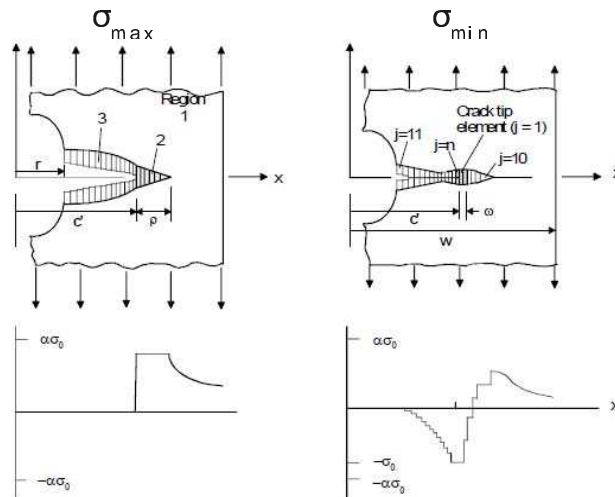 σmax
σmin
Region
1
3
2
r
x
c'
ρ
Crack tip
element (j = 1)
j=11
j=n
j=10
c'
ω
w
ασ0
−ασ0
ασ0
x
−σ0
−ασ0